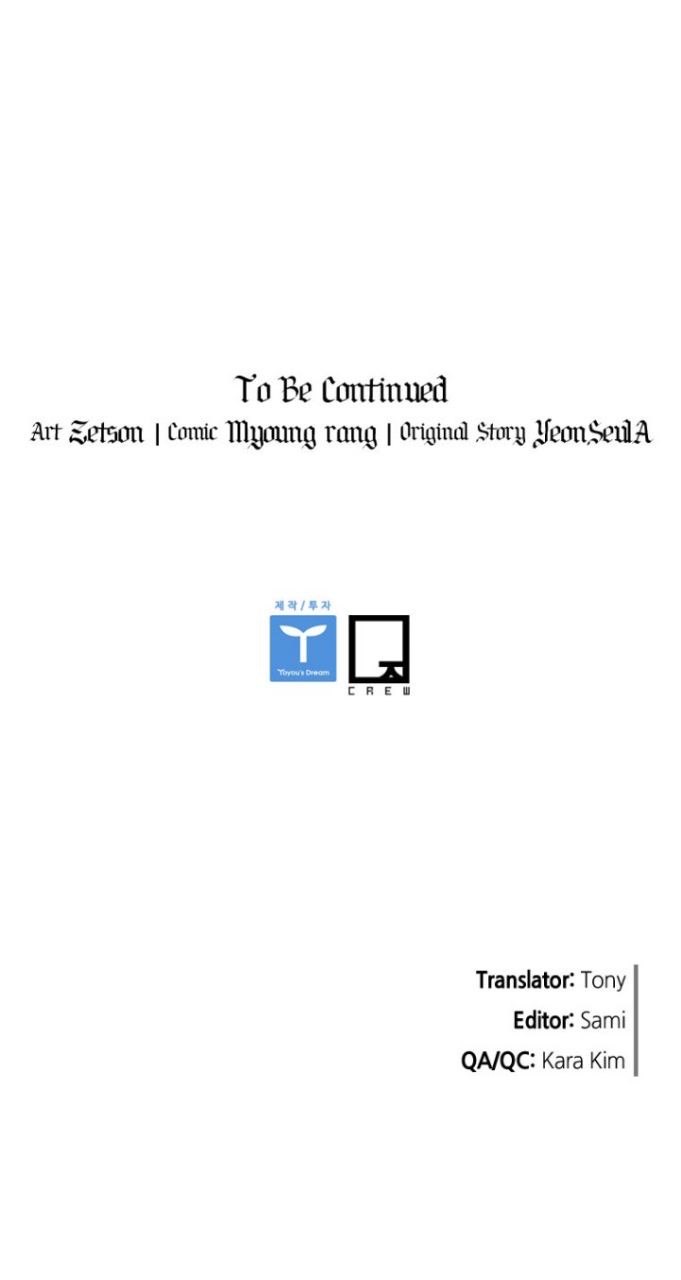 To Be Continued
Art Zetson | Comic Myoung rang | Original Story YeonSeulA
제작/투자
Toyou's Dream
CREW
Translator: Tony
Editor: Sami
QA/QC: Kara Kim